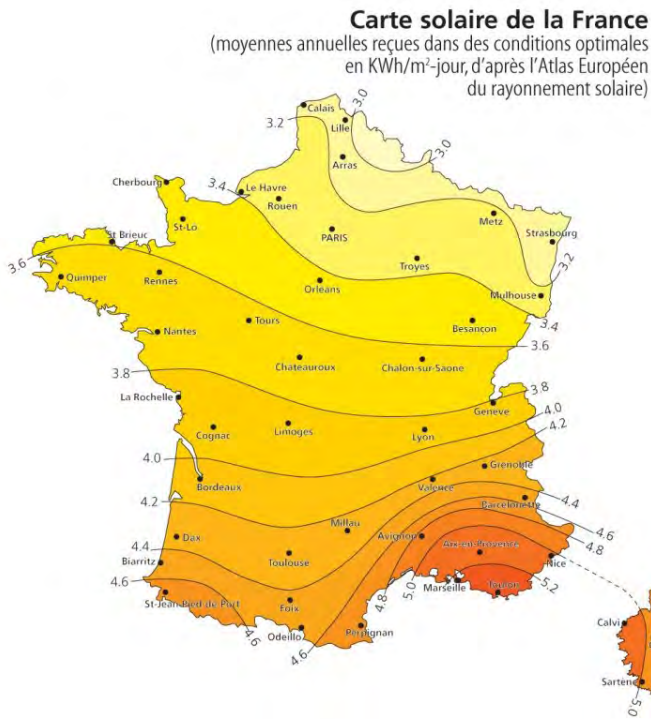 Carte solaire de la France
(moyennes annuelles reçues dans des conditions optimales
en KWh/m²-jour, d'après l'Atlas Européen
du rayonnement solaire)
Calais
3.0
3.2
Lille
3.0
Arras
Cherbourg
3.4
Le Havre
Rouen
Metz
St-Lo
PARIS
Strasbourg
St Brieuc
3.6
Quimper
Rennes
Troyes
3.2
Orléans
Mulhouse
3.4
Nantes
Tours
Besançon
3.6
Chateauroux
Chalon-sur-Saone
3.8
3.8
La Rochelle
Genève
4.0
Cognac
Limoges
Lyon
4.2
4.0
Grenoble
Bordeaux
Valence
4.4
4.2
Barcelonette
Millau
4.6
Dax
Avignon
4.8
4.4
Aix-en-Provence
Biarritz
Toulouse
Nice
4.6
Marseille
5.2
St-Jean Pied de Port
Foix
4.8
5.0
Toulon
4.6
Odeillo
4.6
Perpignan
Calvi
Sartène
5.0